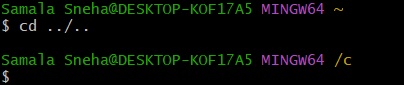 Samala Sneha@DESKTOP-KOF17A5 MINGW64 ~
$ cd ../..
Samala Sneha@DESKTOP-KOF17A5 MINGW64 /c
$